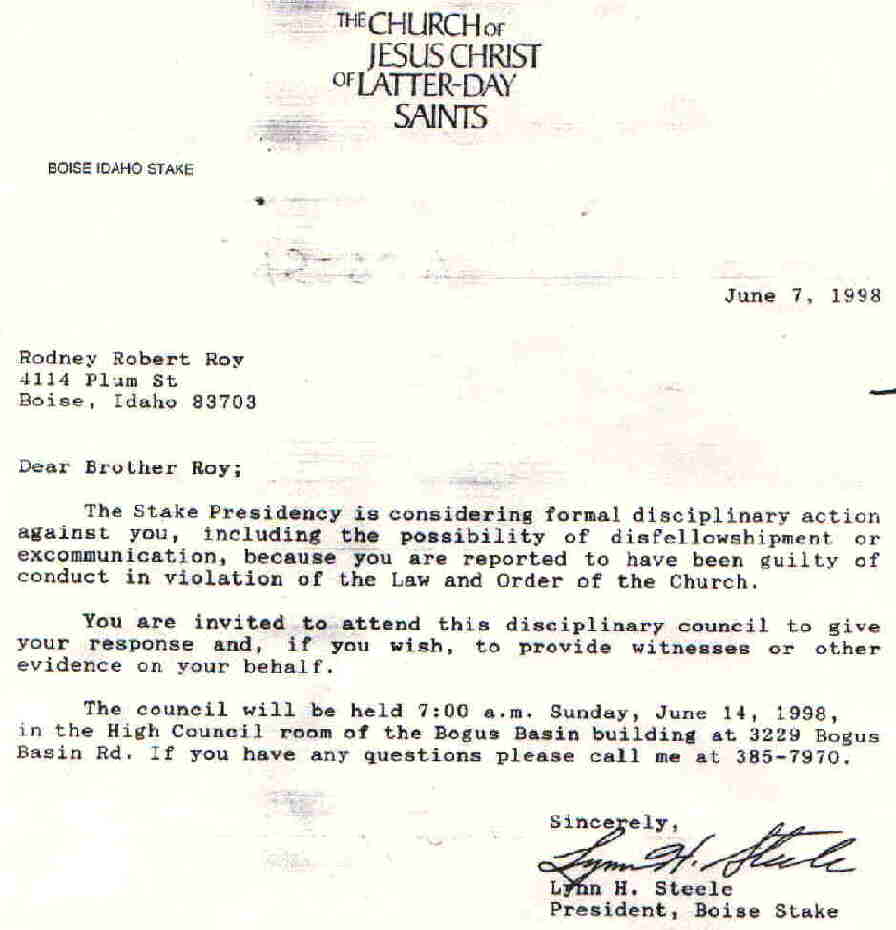 THE CHURCH OF
JESUS CHRIST
OF LATTER-DAY
SAINTS
BOISE IDAHO STAKE
June 7, 1998
Rodney Robert Roy
4114 Plum St
Boise, Idaho 83703
Dear Brother Roy;
The Stake Presidency is considering formal disciplinary action
against you, including the possibility of disfellowshipment or
excommunication, because you are reported to have been guilty of
conduct in violation of the Law and Order of the Church.
You are invited to attend this disciplinary council to give
your response and, if you wish, to provide witnesses or other
evidence on your behalf.
The council will be held 7:00 a.m. Sunday, June 14, 1998,
in the High Council room of the Bogus Basin building at 3229 Bogus
Basin Rd. If you have any questions please call me at 385-7970.
Sincerely,
Lynn H. Steele
Lynn H. Steele
President, Boise Stake